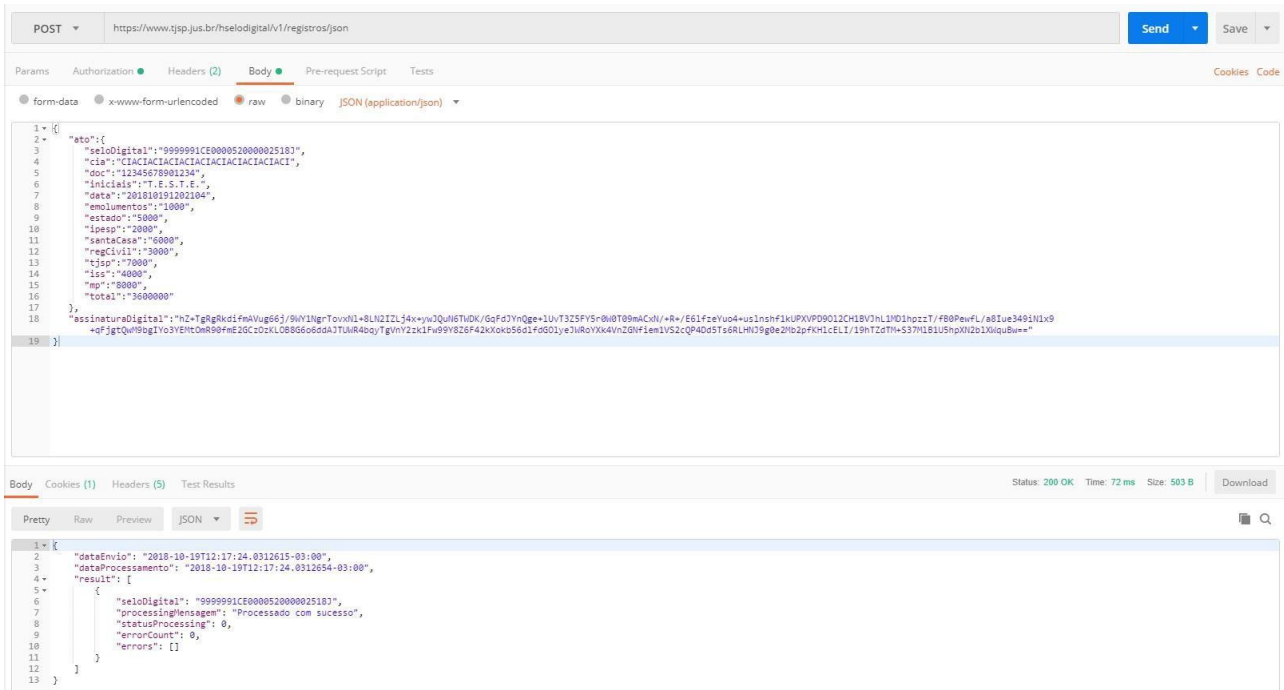 POST https://www.tjsp.jus.br/hselodigital/v1/registros/json Send Save
Params Authorization Headers (2) Body Pre-request Script Tests Cookies Code
form-data x-www-form-urlencoded raw binary JSON (application/json)
1 {
2 "ato":{
3 "seloDigital":"9999991CE000052000002518J",
4 "cia":"CIACIACIACIACIACIACIACIACIACIACI",
5 "doc":"12345678901234",
6 "iniciais":"T.E.S.T.E.",
7 "data":"201810191202104",
8 "emolumentos":"1000",
9 "estado":"5000",
10 "ipesp":"2000",
11 "santaCasa":"6000",
12 "regCivil":"3000",
13 "tjsp":"7000",
14 "iss":"4000",
15 "mp":"8000",
16 "total":"3600000"
17 },
18 "assinaturaDigital":
19 }
Body Cookies (1) Headers (5) Test Results Status: 200 OK Time: 72 ms Size: 503 B Download
Pretty Raw Preview JSON
1 {
2 "dataEnvio": "2018-10-19T12:17:24.0312615-03:00",
3 "dataProcessamento": "2018-10-19T12:17:24.0312654-03:00",
4 "result": [
5 {
6 "seloDigital": "9999991CE000052000002518J",
7 "processingMensagem": "Processado com sucesso",
8 "statusProcessing": 0,
9 "errorCount": 0,
10 "errors": []
11 }
12 ]
13 }